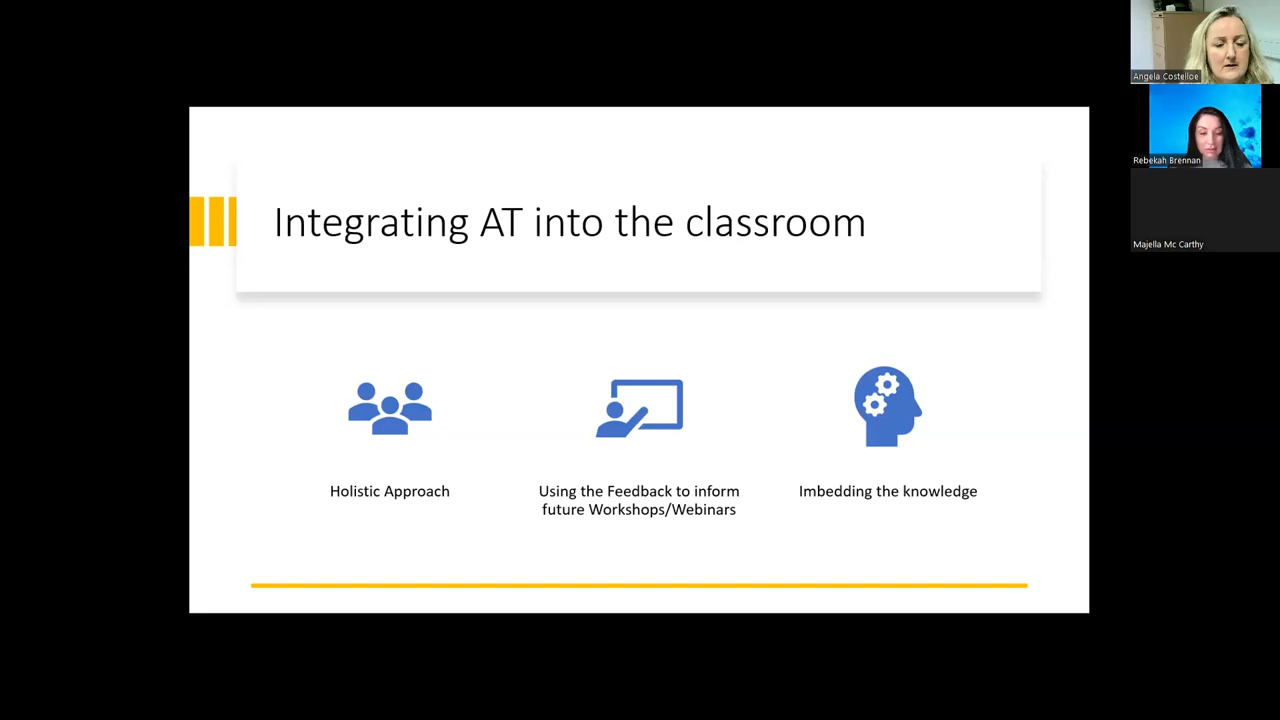 Integrating AT into the classroom
Holistic Approach
Using the Feedback to inform
future Workshops/Webinars
Imbedding the knowledge
Angela Costelloe
Rebekah Brennan
Majella Mc Carthy